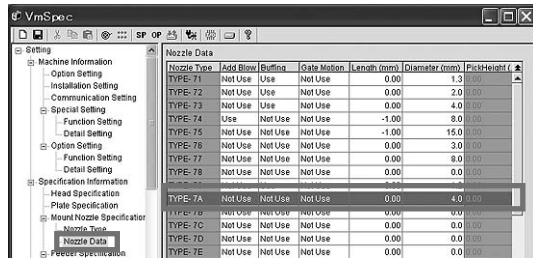 VmSpec
SP OP
Setting
Machine Information
Option Setting
Installation Setting
Communication Setting
Special Setting
Function Setting
Detail Setting
Option Setting
Function Setting
Detail Setting
Specification Information
Head Specification
Plate Specification
Mount Nozzle Specification
Nozzle Type
Nozzle Data
Feeder Specification
Nozzle Data
Nozzle Type Add Blow Buffing Gate Motion Length (mm) Diameter (mm) PickHeight (
TYPE- 71 Not Use Use Not Use 0.00 1.3 0.00
TYPE- 72 Not Use Use Not Use 0.00 2.0 0.00
TYPE- 73 Not Use Use Not Use 0.00 4.0 0.00
TYPE- 74 Use Not Use Not Use -1.00 8.0 0.00
TYPE- 75 Not Use Not Use Not Use -1.00 15.0 0.00
TYPE- 76 Not Use Not Use Not Use 0.00 3.0 0.00
TYPE- 77 Not Use Not Use Not Use 0.00 8.0 0.00
TYPE- 78 Not Use Not Use Not Use 0.00 0.0 0.00
TYPE- 7A Not Use Not Use Not Use 0.00 4.0 0.00
TYPE- 7B Not Use Not Use Not Use 0.00 0.0 0.00
TYPE- 7C Not Use Not Use Not Use 0.00 0.0 0.00
TYPE- 7D Not Use Not Use Not Use 0.00 0.0 0.00
TYPE- 7E Not Use Not Use Not Use 0.00 0.0 0.00